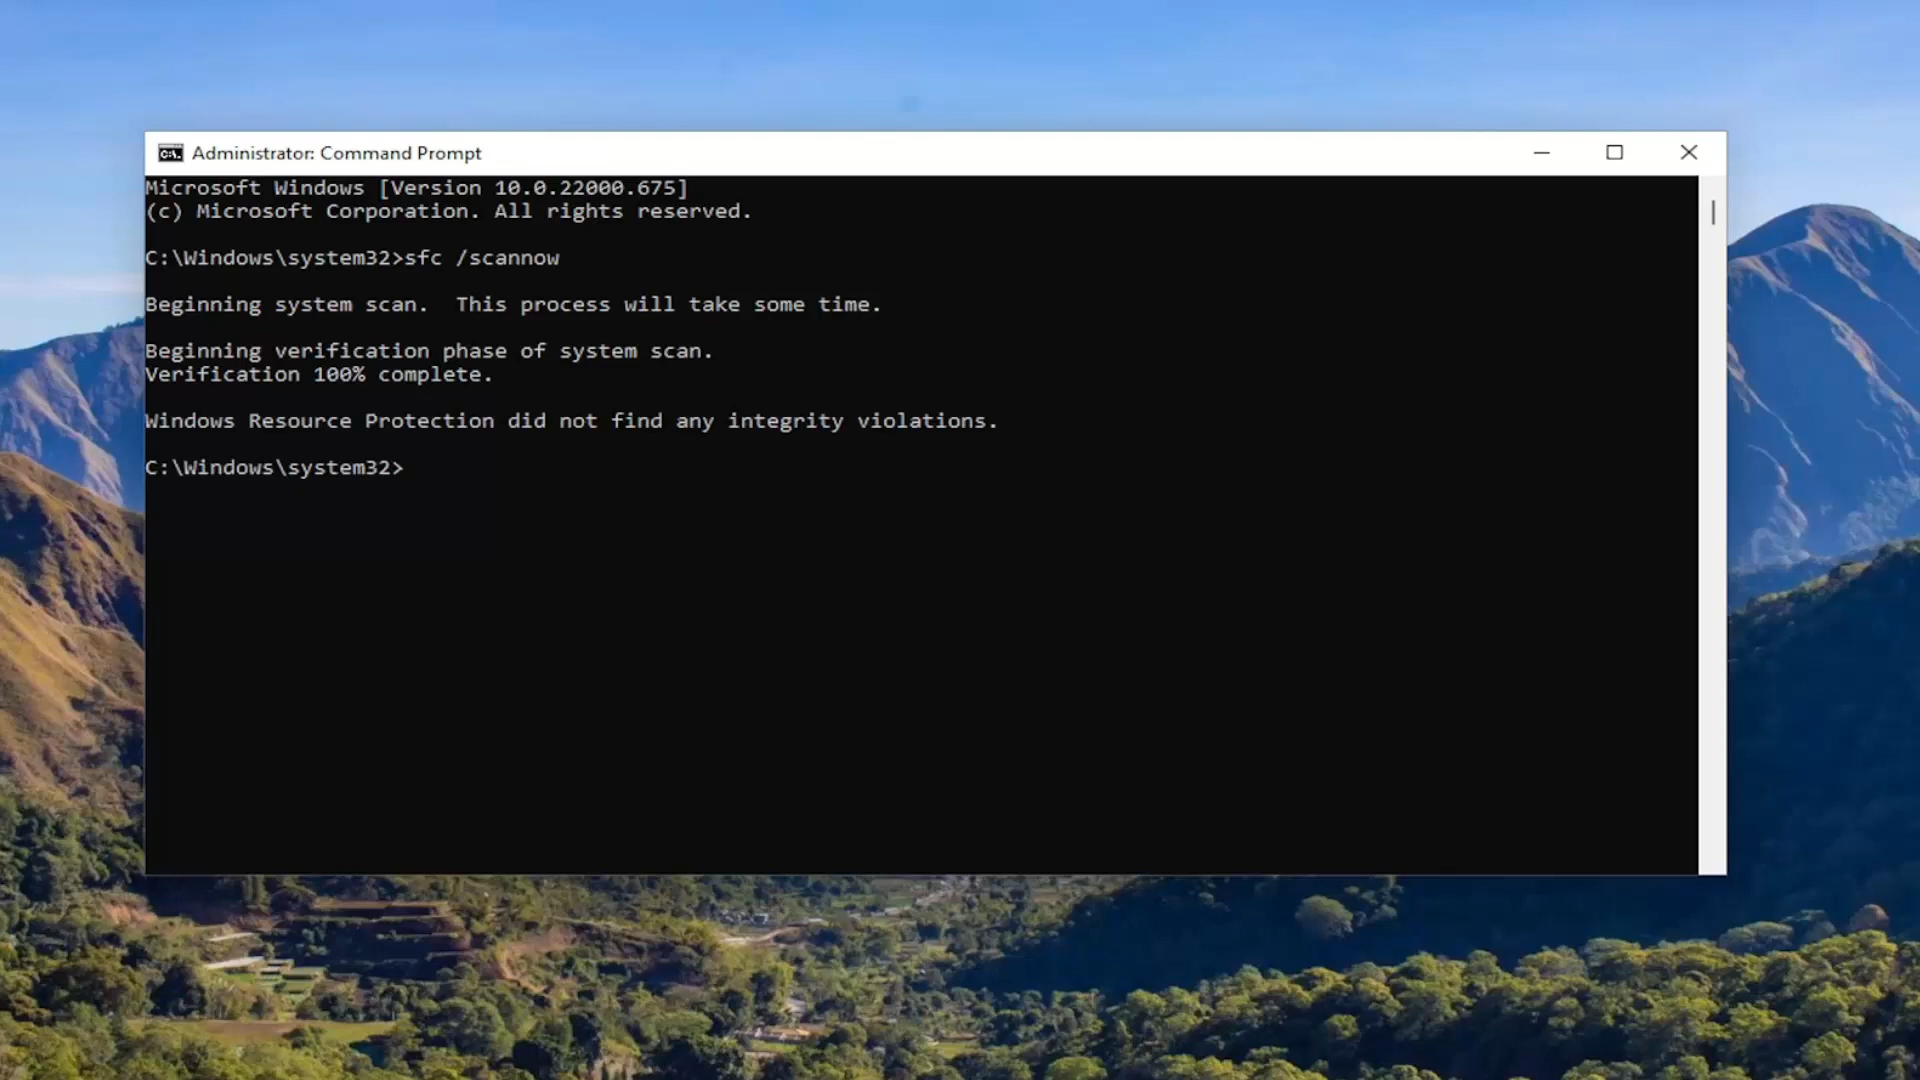 Administrator: Command Prompt
Microsoft Windows [Version 10.0.22000.675]
(c) Microsoft Corporation. All rights reserved.
C:\Windows\system32>sfc /scannow
Beginning system scan.  This process will take some time.
Beginning verification phase of system scan.
Verification 100% complete.
Windows Resource Protection did not find any integrity violations.
C:\Windows\system32>